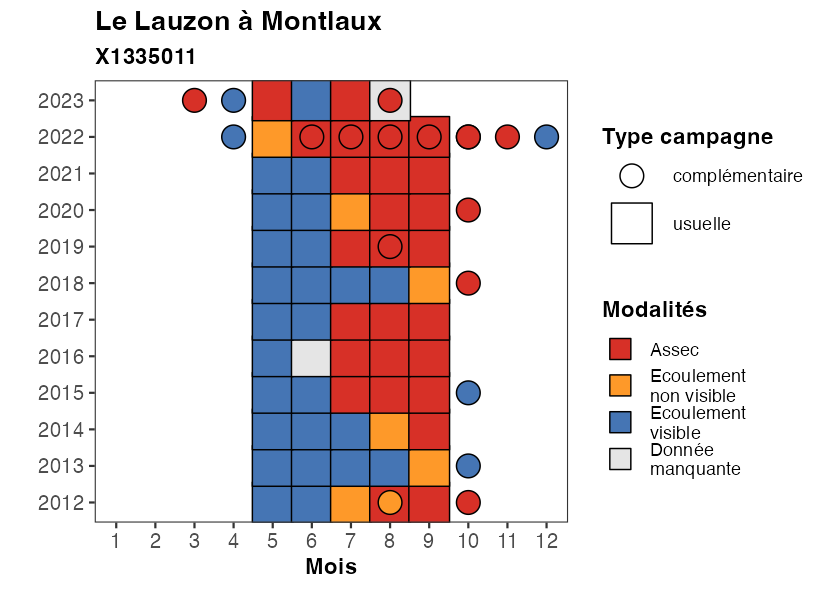 Le Lauzon à Montlaux
X1335011
2023
2022
2021
2020
2019
2018
2017
2016
2015
2014
2013
2012
1 2 3 4 5 6 7 8 9 10 11 12
Mois
Type campagne
complémentaire
usuelle
Modalités
Assec
Ecoulement
non visible
Ecoulement
visible
Donnée
manquante